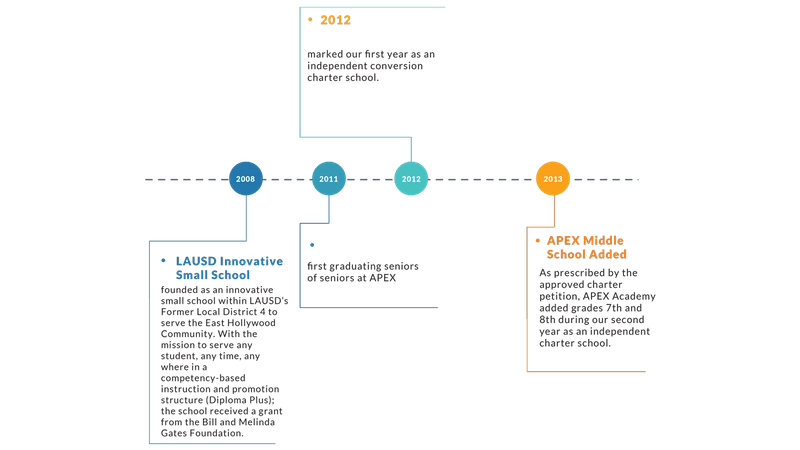 • 2012
marked our first year as an
independent conversion
charter school.
2008
2011
2012
2013
• LAUSD Innovative
Small School
founded as an innovative
small school within LAUSD's
Former Local District 4 to
serve the East Hollywood
Community. With the
mission to serve any
student, any time, any
where in a
competency-based
instruction and promotion
structure (Diploma Plus);
the school received a grant
from the Bill and Melinda
Gates Foundation.
•
first graduating seniors
of seniors at APEX
• APEX Middle
School Added
As prescribed by the
approved charter
petition, APEX Academy
added grades 7th and
8th during our second
year as an independent
charter school.